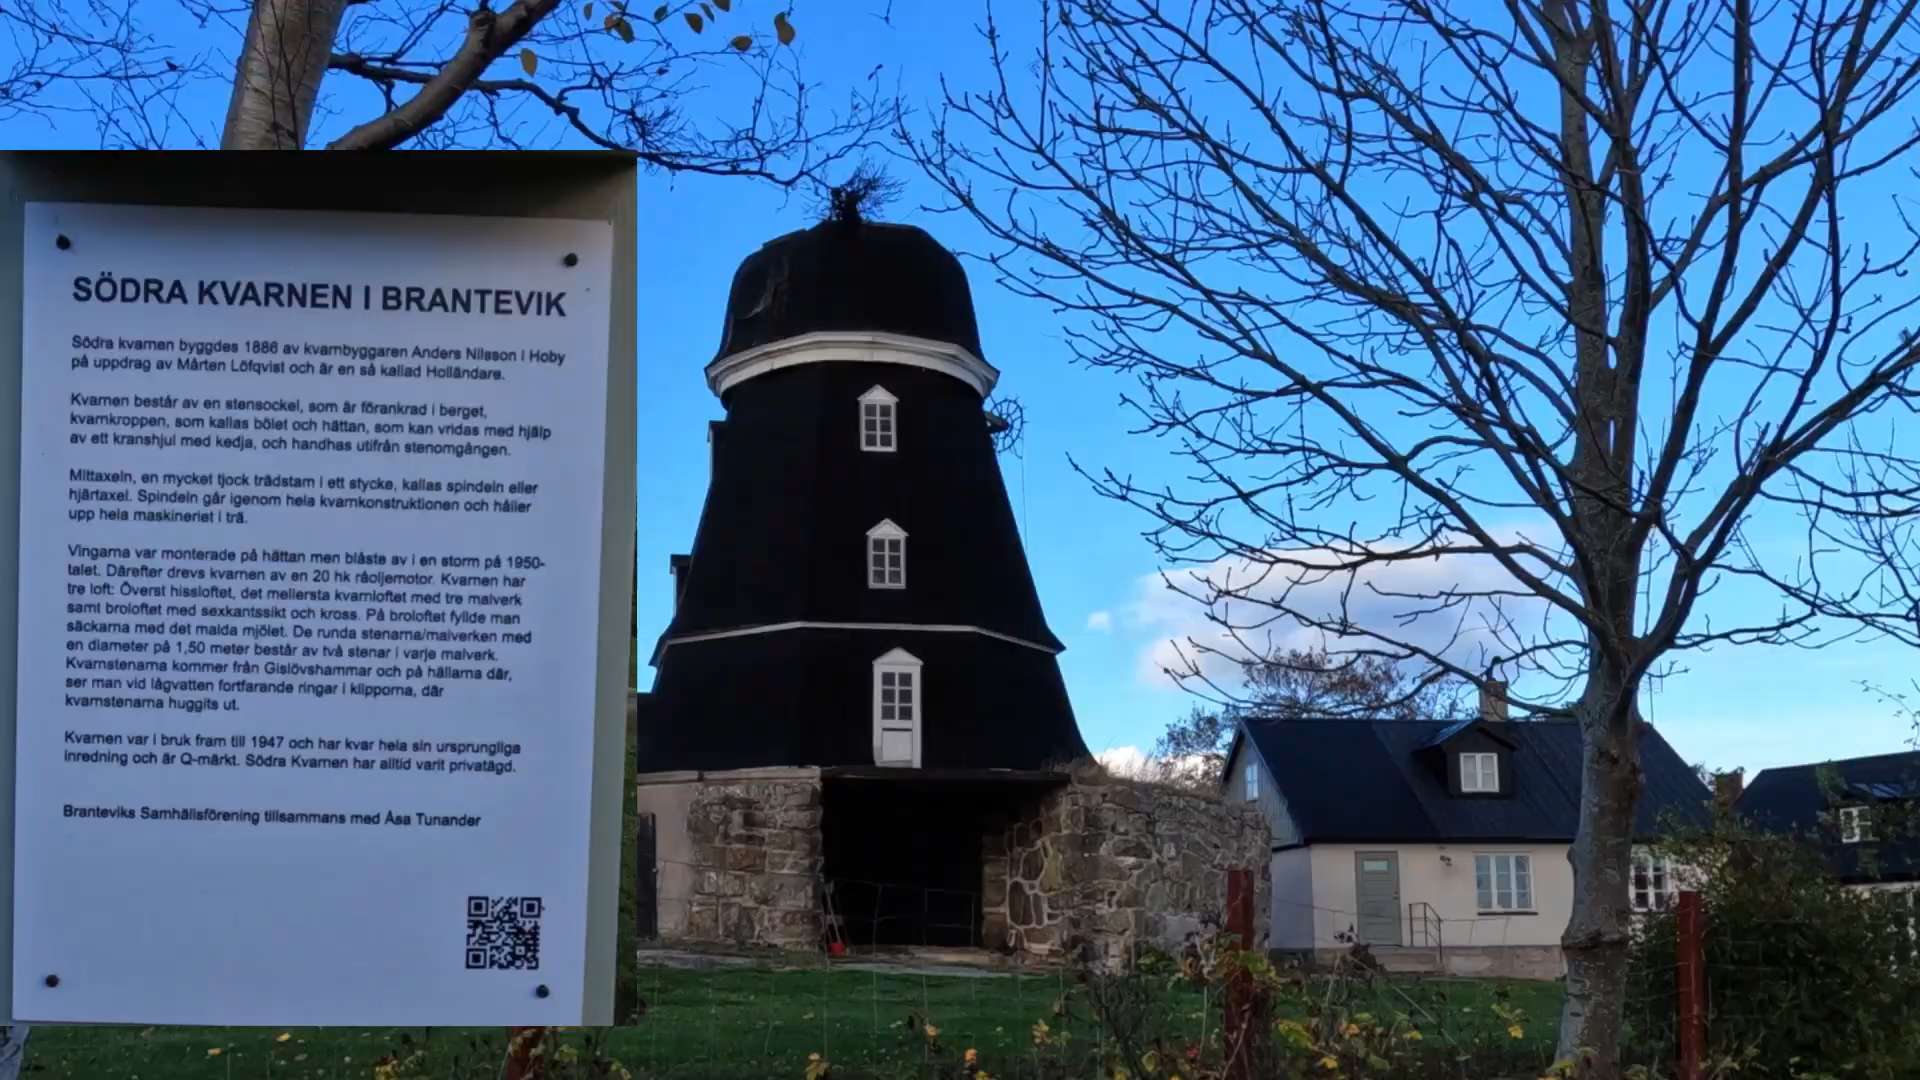 SÖDRA KVARNEN I BRANTEVIK
Södra kvarnen byggdes 1886 av kvarnbyggaren Anders Nilsson i Hoby
på uppdrag av Mårten Löfqvist och är en så kallad Holländare.
Kvarnen består av en stensockel, som är förankrad i berget,
kvarnkroppen, som kallas bölet och hättan, som kan vridas med hjälp
av ett kranshjul med kedja, och handhas utifrån stenomgången.
Mittaxeln, en mycket tjock trädstam i ett stycke, kallas spindeln eller
hjärtaxel. Spindeln går igenom hela kvarnkonstruktionen och håller
upp hela maskineriet i trä.
Vingarna var monterade på hättan men blåste av i en storm på 1950-
talet. Därefter drevs kvarnen av en 20 hk råoljemotor. Kvarnen har
tre loft: Överst hissloftet, det mellersta kvarnloftet med tre malverk
samt broloftet med sexkantssikt och kross. På broloftet fyllde man
säckarna med det malda mjölet. De runda stenarna/malverken med
en diameter på 1,50 meter består av två stenar i varje malverk.
Kvarnstenarna kommer från Gislövshammar och på hällarna där,
ser man vid lågvatten fortfarande ringar i klipporna, där
kvarnstenarna huggits ut.
Kvarnen var i bruk fram till 1947 och har kvar hela sin ursprungliga
inredning och är Q-märkt. Södra Kvarnen har alltid varit privatägd.
Branteviks Samhällsförening tillsammans med Åsa Tunander